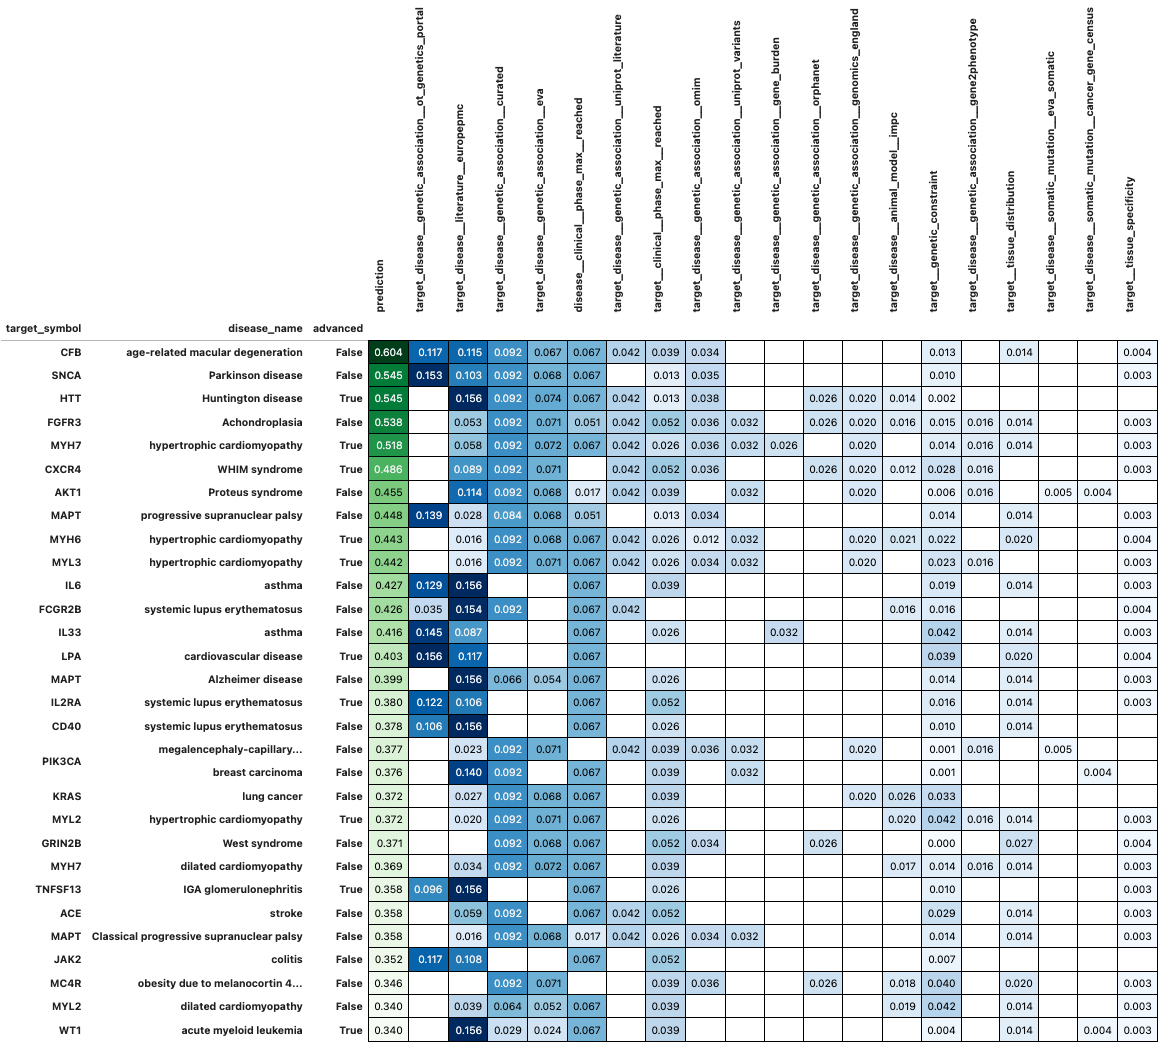 prediction
target_disease__genetic_association__ot_genetics_portal
target_disease__literature__europepmc
target_disease__genetic_association__curated
target_disease__genetic_association__eva
disease__clinical__phase_max__reached
target_disease__genetic_association__uniprot_literature
target__clinical__phase_max__reached
target_disease__genetic_association__omim
target_disease__genetic_association__uniprot_variants
target_disease__genetic_association__gene_burden
target_disease__genetic_association__orphanet
target_disease__genetic_association__genomics_england
target_disease__animal_model__impc
target__genetic_constraint
target_disease__genetic_association__gene2phenotype
target__tissue_distribution
target_disease__somatic_mutation__eva_somatic
target_disease__somatic_mutation__cancer_gene_census
target__tissue_specificity
target_symbol disease_name advanced
CFB age-related macular degeneration False 0.604 0.117 0.115 0.092 0.067 0.067 0.042 0.039 0.034 0.013 0.014 0.004
SNCA Parkinson disease False 0.545 0.153 0.103 0.092 0.068 0.067 0.013 0.035 0.010 0.003
HTT Huntington disease True 0.545 0.156 0.092 0.074 0.067 0.042 0.013 0.038 0.026 0.020 0.014 0.002
FGFR3 Achondroplasia False 0.538 0.053 0.092 0.071 0.051 0.042 0.052 0.036 0.032 0.026 0.020 0.016 0.015 0.016 0.014 0.003
MYH7 hypertrophic cardiomyopathy True 0.518 0.058 0.092 0.072 0.067 0.042 0.026 0.036 0.032 0.026 0.020 0.014 0.016 0.014 0.003
CXCR4 WHIM syndrome True 0.486 0.089 0.092 0.071 0.042 0.052 0.036 0.026 0.020 0.012 0.028 0.016 0.003
AKT1 Proteus syndrome False 0.455 0.114 0.092 0.068 0.017 0.042 0.039 0.032 0.020 0.006 0.016 0.005 0.004
MAPT progressive supranuclear palsy False 0.448 0.139 0.028 0.084 0.068 0.051 0.013 0.034 0.014 0.014 0.003
MYH6 hypertrophic cardiomyopathy True 0.443 0.016 0.092 0.068 0.067 0.042 0.026 0.012 0.032 0.020 0.021 0.022 0.020 0.004
MYL3 hypertrophic cardiomyopathy True 0.442 0.016 0.092 0.071 0.067 0.042 0.026 0.034 0.032 0.020 0.023 0.016 0.003
IL6 asthma False 0.427 0.129 0.156 0.067 0.039 0.019 0.014 0.003
FCGR2B systemic lupus erythematosus False 0.426 0.035 0.154 0.092 0.067 0.042 0.016 0.016 0.004
IL33 asthma False 0.416 0.145 0.087 0.067 0.026 0.032 0.042 0.014 0.003
LPA cardiovascular disease True 0.403 0.156 0.117 0.067 0.039 0.020 0.004
MAPT Alzheimer disease False 0.399 0.156 0.066 0.054 0.067 0.026 0.014 0.014 0.003
IL2RA systemic lupus erythematosus True 0.380 0.122 0.106 0.067 0.052 0.016 0.014 0.003
CD40 systemic lupus erythematosus False 0.378 0.106 0.156 0.067 0.026 0.010 0.014
PIK3CA megalencephaly-capillary... False 0.377 0.023 0.092 0.071 0.042 0.039 0.036 0.032 0.020 0.001 0.016 0.005
breast carcinoma False 0.376 0.140 0.092 0.067 0.039 0.032 0.001 0.004
KRAS lung cancer False 0.372 0.027 0.092 0.068 0.067 0.039 0.020 0.026 0.033
MYL2 hypertrophic cardiomyopathy True 0.372 0.020 0.092 0.071 0.067 0.026 0.020 0.042 0.016 0.014 0.003
GRIN2B West syndrome False 0.371 0.092 0.068 0.067 0.052 0.034 0.026 0.000 0.027 0.004
MYH7 dilated cardiomyopathy False 0.369 0.034 0.092 0.072 0.067 0.039 0.017 0.014 0.016 0.014 0.003
TNFSF13 IGA glomerulonephritis True 0.358 0.096 0.156 0.067 0.026 0.010 0.003
ACE stroke False 0.358 0.059 0.092 0.067 0.042 0.052 0.029 0.014 0.003
MAPT Classical progressive supranuclear palsy False 0.358 0.016 0.092 0.068 0.017 0.042 0.026 0.034 0.032 0.014 0.014 0.003
JAK2 colitis False 0.352 0.117 0.108 0.067 0.052 0.007
MC4R obesity due to melanocortin 4... False 0.346 0.092 0.071 0.039 0.036 0.026 0.018 0.040 0.020 0.003
MYL2 dilated cardiomyopathy False 0.340 0.039 0.064 0.052 0.067 0.039 0.019 0.042 0.014 0.003
WT1 acute myeloid leukemia True 0.340 0.156 0.029 0.024 0.067 0.039 0.004 0.014 0.004 0.003